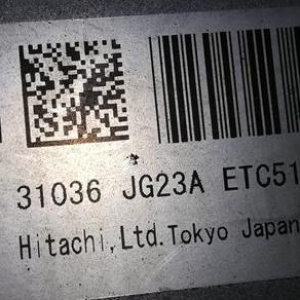 31036 JG23A ETC51
Hitachi,Ltd.Tokyo Japan